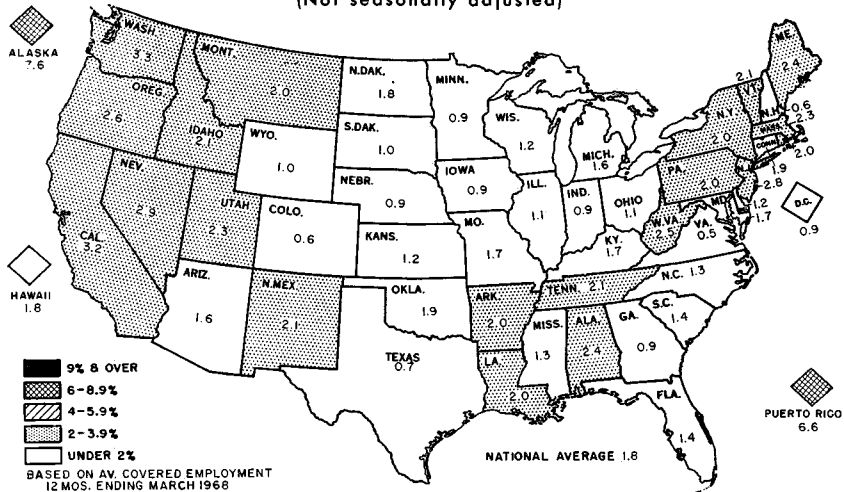 (Not seasonally adjusted)
ALASKA
7.6
WASH.
3.3
OREG.
2.6
IDAHO
2.1
MONT.
2.0
N.DAK.
1.8
S.DAK.
1.0
WYO.
1.0
NEBR.
0.9
NEV.
2.9
UTAH
2.3
COLO.
0.6
KANS.
1.2
CAL.
3.2
ARIZ.
1.6
N.MEX.
2.1
OKLA.
1.9
TEXAS
0.7
MINN.
0.9
IOWA
0.9
MO.
1.7
ARK.
2.0
LA.
2.0
WIS.
1.2
ILL.
1.1
MICH.
1.6
IND.
0.9
OHIO
1.1
KY.
1.7
TENN. 2.1
MISS.
1.3
ALA.
2.4
GA.
0.9
FLA.
1.4
S.C.
1.4
N.C. 1.3
VA.
0.5
W.VA.
2.5
PA.
2.0
N.Y.
2.0
2.1
VT.
ME.
2.4
N.H.
0.6
MASS.
2.3
2.0
CONN.
1.9
N.J.
2.8
1.2
MD.
1.7
D.C.
0.9
HAWAII
1.8
PUERTO RICO
6.6
9% & OVER
6-8.9%
4-5.9%
2-3.9%
UNDER 2%
BASED ON AV. COVERED EMPLOYMENT
12 MOS. ENDING MARCH 1968
NATIONAL AVERAGE 1.8